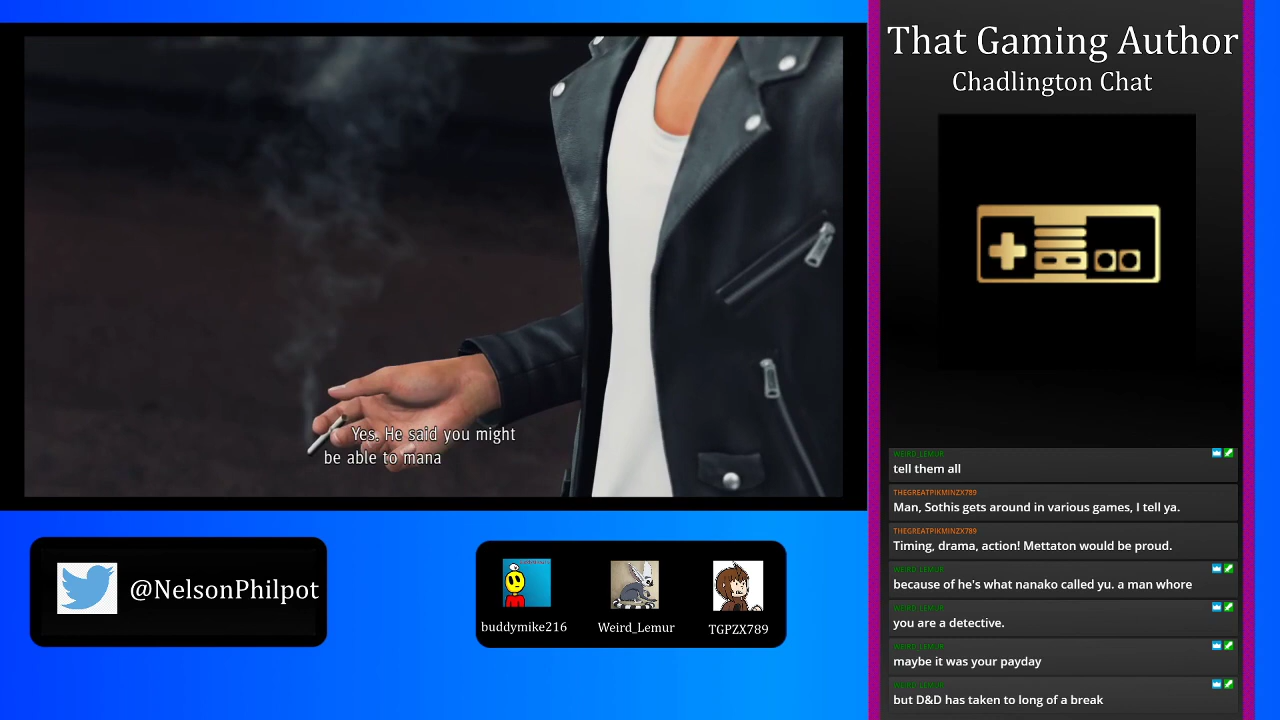 That Gaming Author
Chadlington Chat
Yes. He said you might
be able to mana
WEIRD_LEMUR
tell them all
THEGREATPIKMINZX789
Man, Sothis gets around in various games, I tell ya.
THEGREATPIKMINZX789
Timing, drama, action! Mettaton would be proud.
WEIRD_LEMUR
because of he's what nanako called yu. a man whore
WEIRD_LEMUR
you are a detective.
WEIRD_LEMUR
maybe it was your payday
WEIRD_LEMUR
but D&D has taken to long of a break
@NelsonPhilpot
buddymike216
Weird_Lemur
TGPZX789